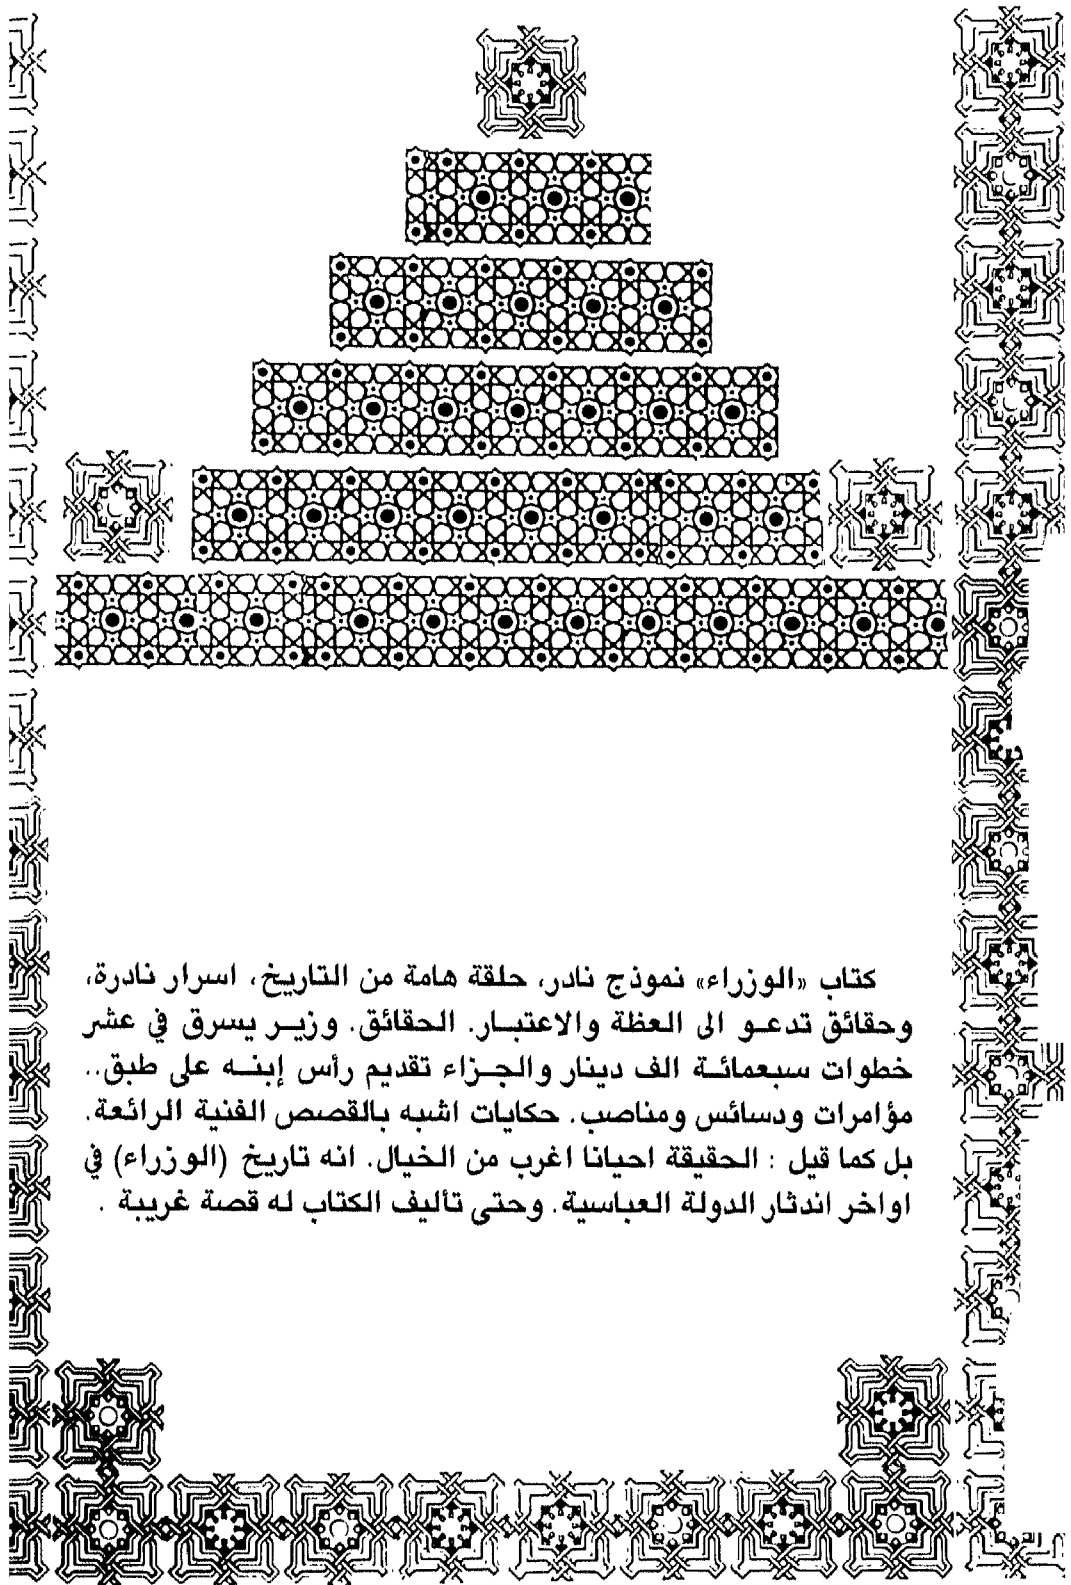 كتاب «الوزراء» نموذج نادر، حلقة هامة من التاريخ، اسرار نادرة،
وحقائق تدعو الى العظة والاعتبار. الحقائق. وزير يسرق في عشر
خطوات سبعمائة الف دينار والجزاء تقديم رأس إبنه على طبق..
مؤامرات ودسائس ومناصب. حكايات اشبه بالقصص الفنية الرائعة.
بل كما قيل : الحقيقة احيانا اغرب من الخيال. انه تاريخ (الوزراء) في
اواخر اندثار الدولة العباسية. وحتى تأليف الكتاب له قصة غريبة .